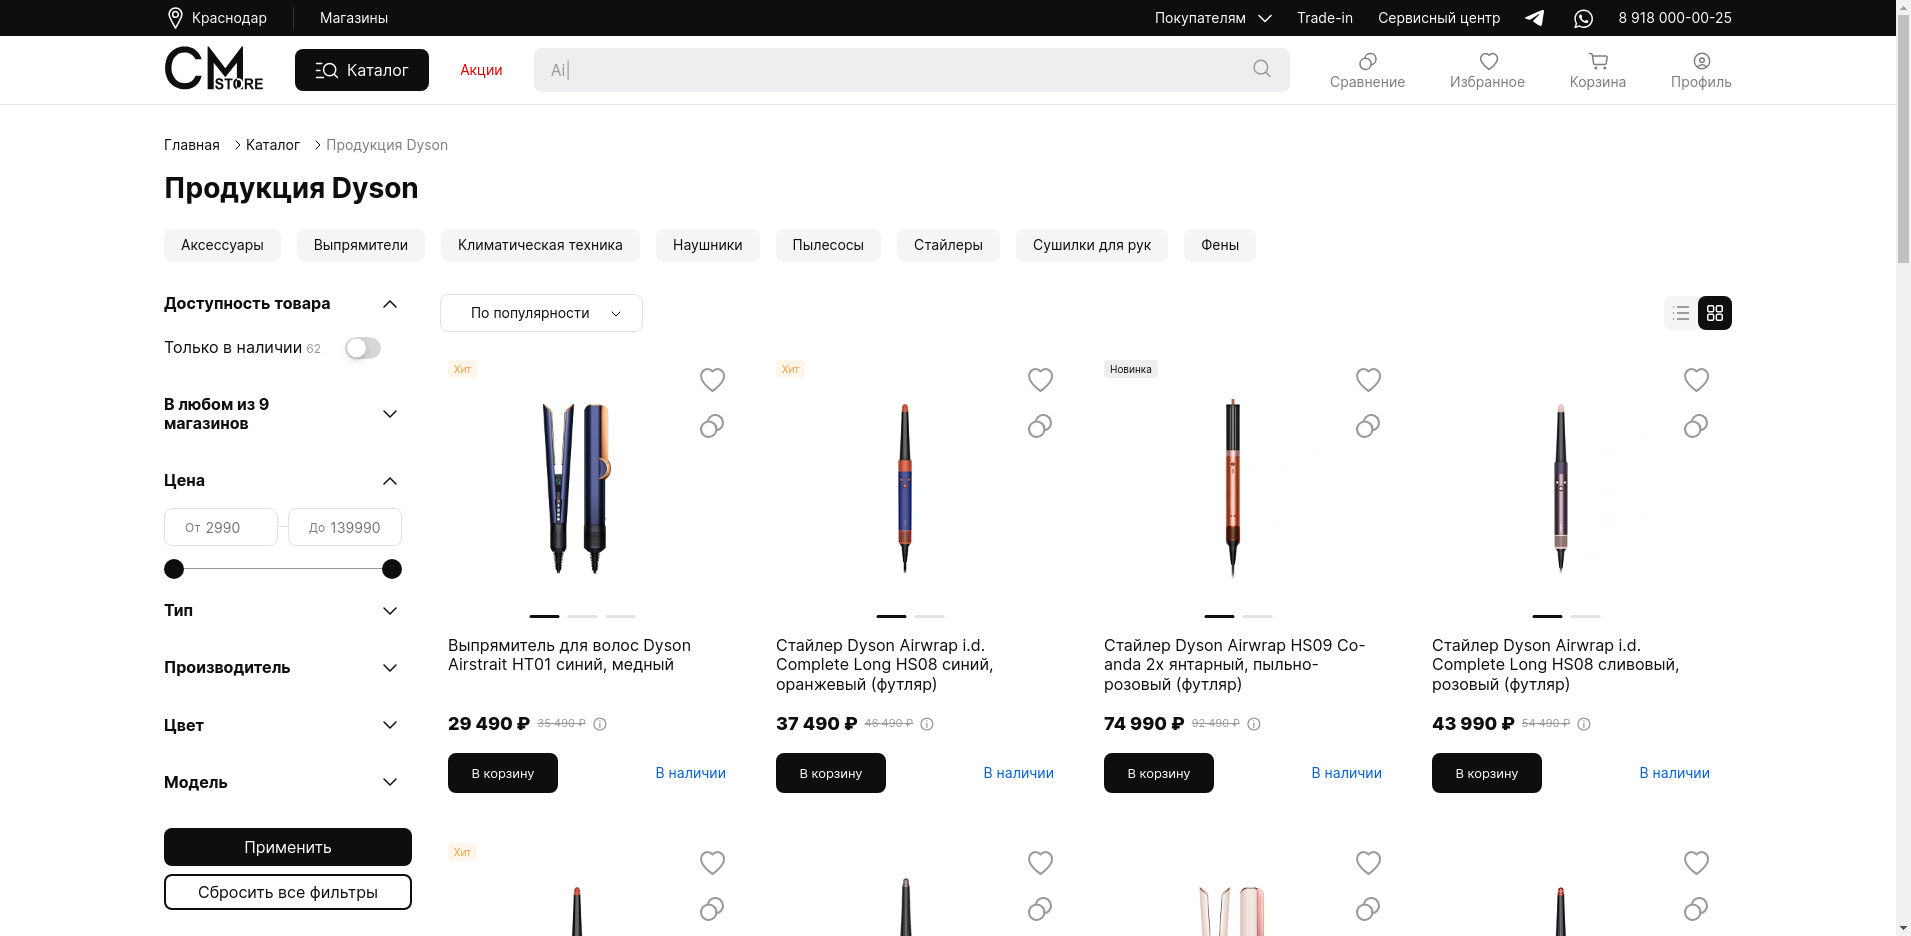 Краснодар
Магазины
Покупателям
Trade-in
Сервисный центр
8 918 000-00-25
CM STORE
Каталог
Акции
Ai|
Сравнение
Избранное
Корзина
Профиль
Главная
Каталог
Продукция Dyson
Продукция Dyson
Аксессуары
Выпрямители
Климатическая техника
Наушники
Пылесосы
Стайлеры
Сушилки для рук
Фены
Доступность товара
Только в наличии 62
В любом из 9
магазинов
Цена
От 2990
До 139990
Тип
Производитель
Цвет
Модель
Применить
Сбросить все фильтры
По популярности
Хит
Выпрямитель для волос Dyson
Airstrait HT01 синий, медный
29 490 ₽ 35 490 ₽
В корзину
В наличии
Хит
Стайлер Dyson Airwrap i.d.
Complete Long HS08 синий,
оранжевый (футляр)
37 490 ₽ 46 490 ₽
В корзину
В наличии
Новинка
Стайлер Dyson Airwrap HS09 Co-
anda 2x янтарный, пыльно-
розовый (футляр)
74 990 ₽ 92 490 ₽
В корзину
В наличии
Стайлер Dyson Airwrap i.d.
Complete Long HS08 сливовый,
розовый (футляр)
43 990 ₽ 54 490 ₽
В корзину
В наличии
Хит